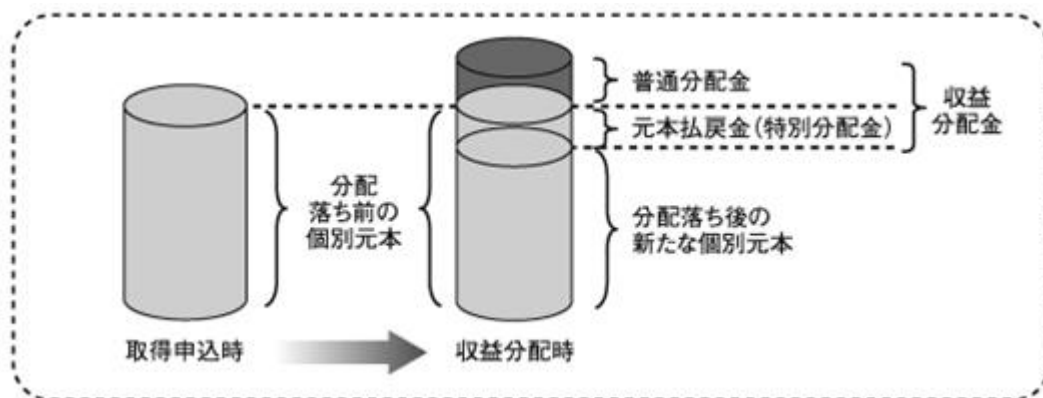 普通分配金
元本払戻金(特別分配金)
収益
分配金
分配
落ち前の
個別元本
分配落ち後の
新たな個別元本
取得申込時
収益分配時